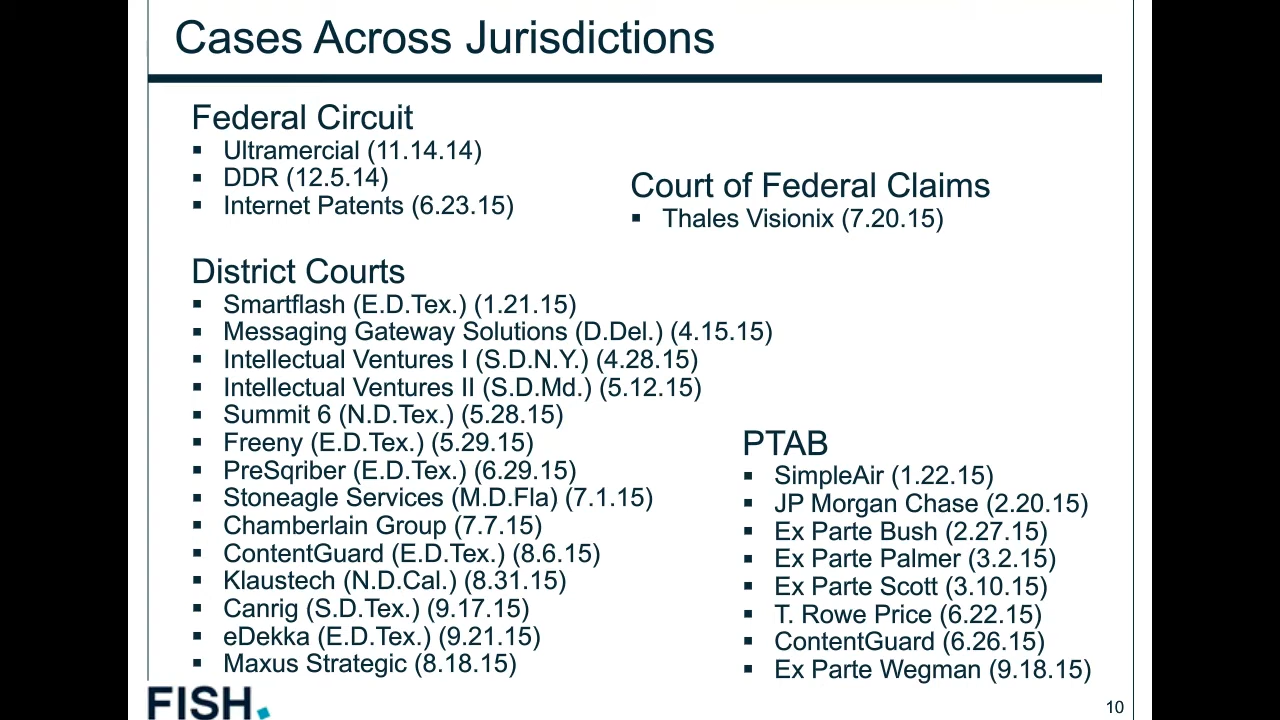 Cases Across Jurisdictions
Federal Circuit
▪ Ultramercial (11.14.14)
▪ DDR (12.5.14)
▪ Internet Patents (6.23.15)
Court of Federal Claims
▪ Thales Visionix (7.20.15)
District Courts
▪ Smartflash (E.D.Tex.) (1.21.15)
▪ Messaging Gateway Solutions (D.Del.) (4.15.15)
▪ Intellectual Ventures I (S.D.N.Y.) (4.28.15)
▪ Intellectual Ventures II (S.D.Md.) (5.12.15)
▪ Summit 6 (N.D.Tex.) (5.28.15)
▪ Freeny (E.D.Tex.) (5.29.15)
▪ PreSqriber (E.D.Tex.) (6.29.15)
▪ Stoneagle Services (M.D.Fla) (7.1.15)
▪ Chamberlain Group (7.7.15)
▪ ContentGuard (E.D.Tex.) (8.6.15)
▪ Klaustech (N.D.Cal.) (8.31.15)
▪ Canrig (S.D.Tex.) (9.17.15)
▪ eDekka (E.D.Tex.) (9.21.15)
▪ Maxus Strategic (8.18.15)
PTAB
▪ SimpleAir (1.22.15)
▪ JP Morgan Chase (2.20.15)
▪ Ex Parte Bush (2.27.15)
▪ Ex Parte Palmer (3.2.15)
▪ Ex Parte Scott (3.10.15)
▪ T. Rowe Price (6.22.15)
▪ ContentGuard (6.26.15)
▪ Ex Parte Wegman (9.18.15)
FISH.
10